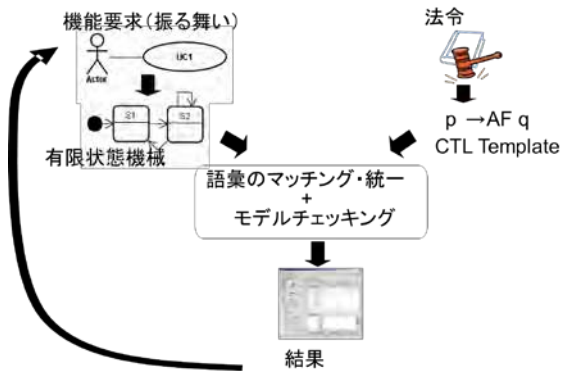 機能要求（振る舞い）
Actor
UC1
S1
S2
有限状態機械
法令
p →AF q
CTL Template
語彙のマッチング・統一
+
モデルチェッキング
結果